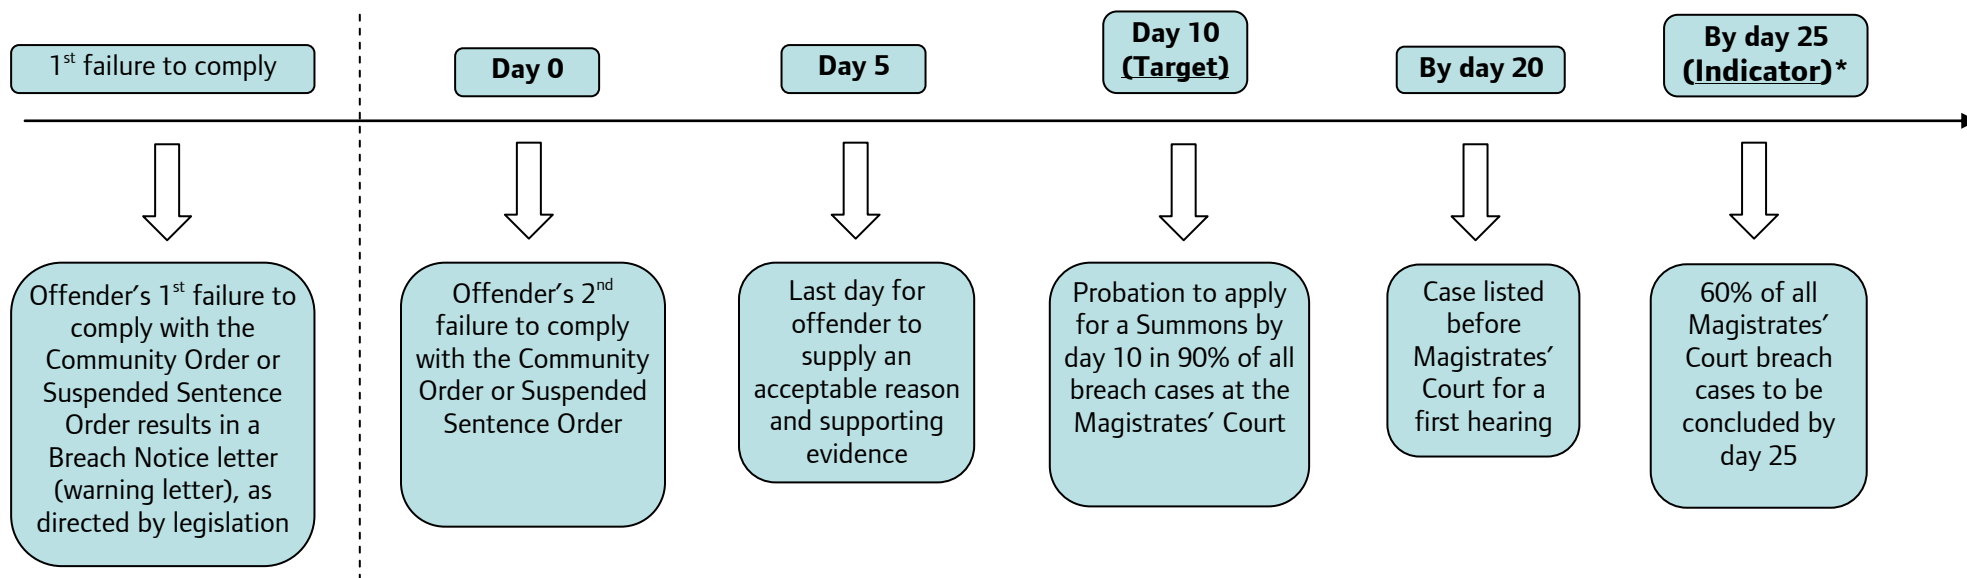 1st failure to comply
Day 0
Day 5
Day 10
(Target)
By day 20
By day 25
(Indicator)*
Offender’s 1st failure to
comply with the
Community Order or
Suspended Sentence
Order results in a
Breach Notice letter
(warning letter), as
directed by legislation
Offender’s 2nd
failure to comply
with the Community
Order or Suspended
Sentence Order
Last day for
offender to
supply an
acceptable reason
and supporting
evidence
Probation to apply
for a Summons by
day 10 in 90% of all
breach cases at the
Magistrates’ Court
Case listed
before
Magistrates’
Court for a
first hearing
60% of all
Magistrates’
Court breach
cases to be
concluded by
day 25